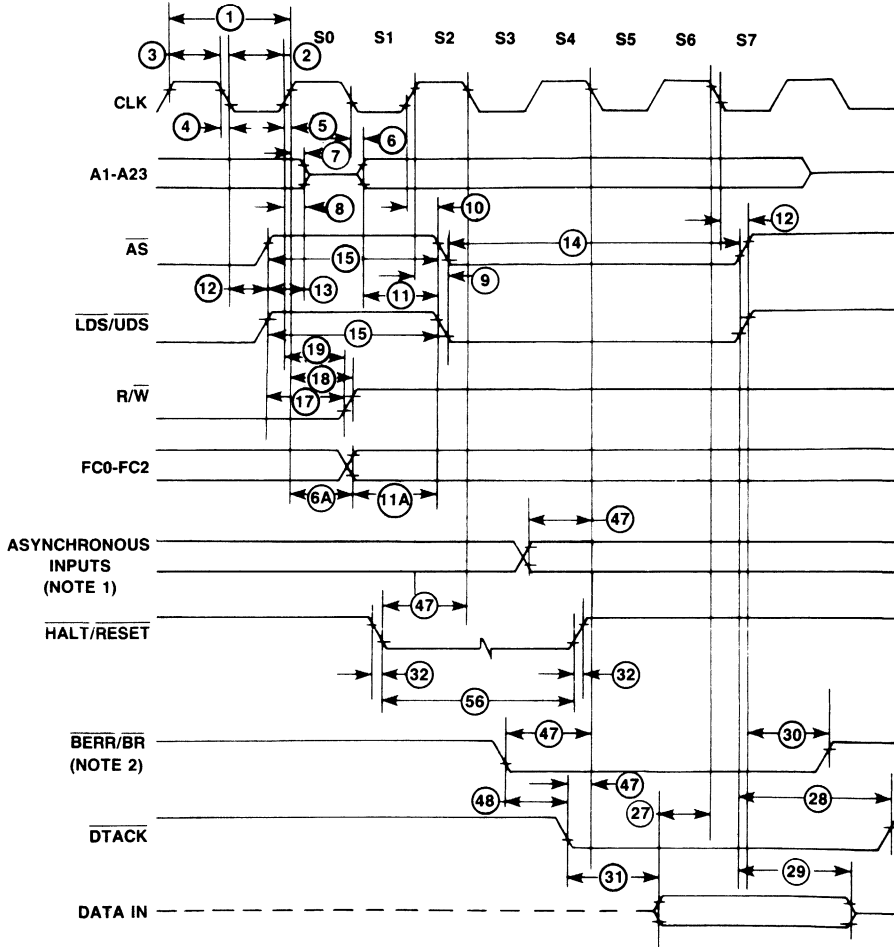 1
S0 S1 S2 S3 S4 S5 S6 S7
3 2
CLK
4 5 6
7
A1-A23
8 10 12
AS 14
15
12 13 11 9
LDS/UDS
15
19
18
R/W 17
FC0-FC2
6A 11A
47
ASYNCHRONOUS
INPUTS
(NOTE 1)
47
HALT/RESET
32 32
56
BERR/BR 47 30
(NOTE 2)
47
48 27 28
DTACK
31 29
DATA IN